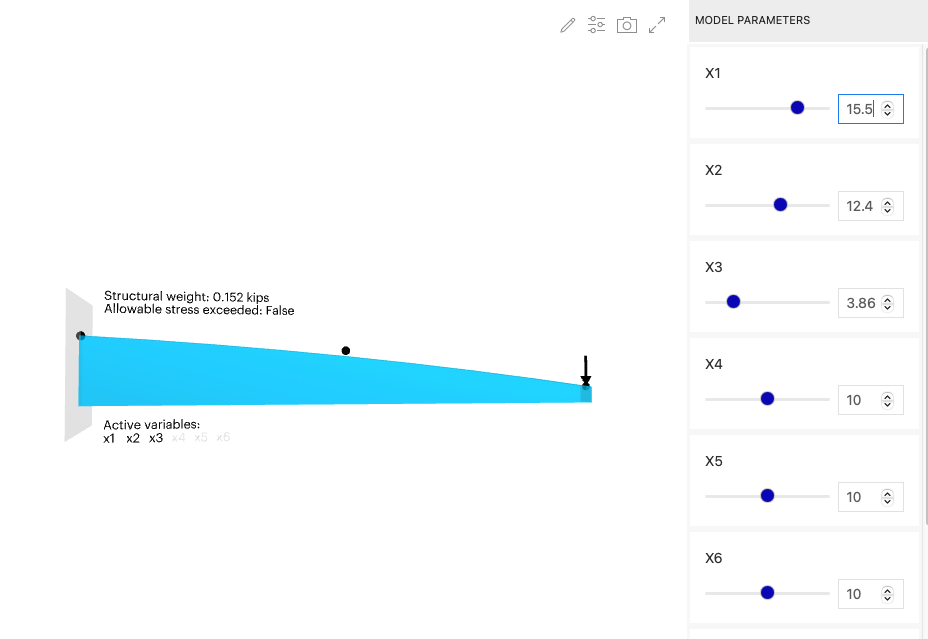 MODEL PARAMETERS
X1
15.5
X2
12.4
X3
3.86
X4
10
X5
10
X6
10
Structural weight: 0.152 kips
Allowable stress exceeded: False
Active variables:
x1 x2 x3 x4 x5 x6